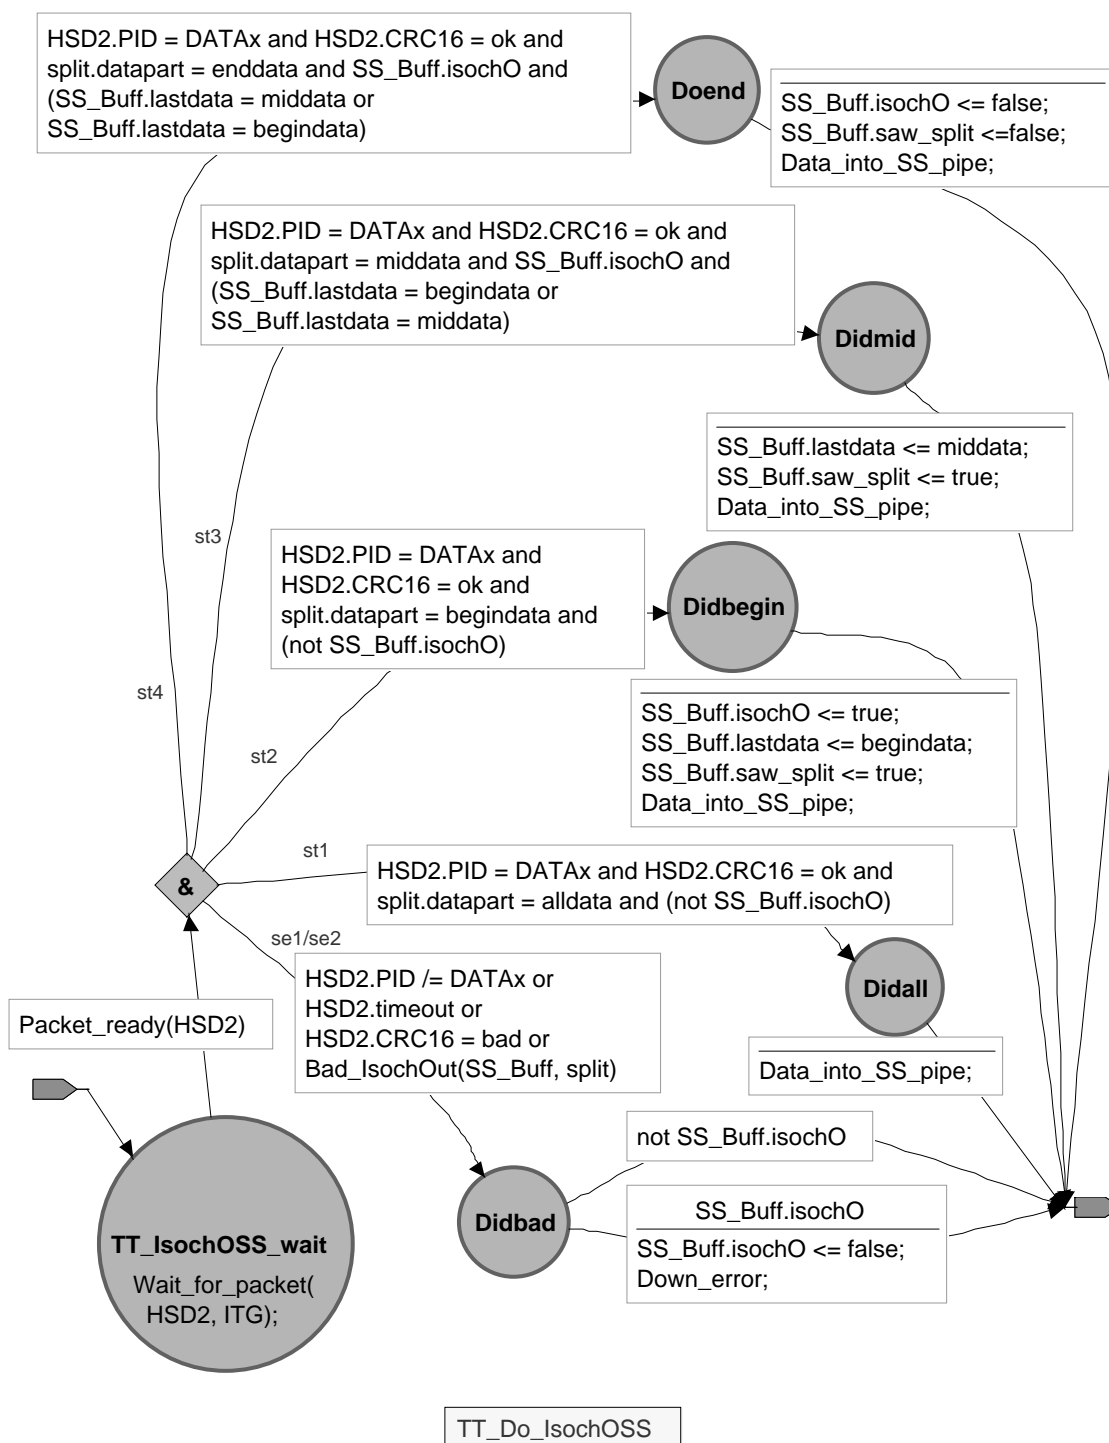 HSD2.PID = DATAx and HSD2.CRC16 = ok and
split.datapart = enddata and SS_Buff.isochO and
(SS_Buff.lastdata = middata or
SS_Buff.lastdata = begindata)
Doend
SS_Buff.isochO <= false;
SS_Buff.saw_split <=false;
Data_into_SS_pipe;
HSD2.PID = DATAx and HSD2.CRC16 = ok and
split.datapart = middata and SS_Buff.isochO and
(SS_Buff.lastdata = begindata or
SS_Buff.lastdata = middata)
Didmid
SS_Buff.lastdata <= middata;
SS_Buff.saw_split <= true;
Data_into_SS_pipe;
st3
HSD2.PID = DATAx and
HSD2.CRC16 = ok and
split.datapart = begindata and
(not SS_Buff.isochO)
Didbegin
st4
SS_Buff.isochO <= true;
SS_Buff.lastdata <= begindata;
SS_Buff.saw_split <= true;
Data_into_SS_pipe;
st2
st1
HSD2.PID = DATAx and HSD2.CRC16 = ok and
split.datapart = alldata and (not SS_Buff.isochO)
&
se1/se2
HSD2.PID /= DATAx or
HSD2.timeout or
HSD2.CRC16 = bad or
Bad_IsochOut(SS_Buff, split)
Didall
Packet_ready(HSD2)
Data_into_SS_pipe;
not SS_Buff.isochO
Didbad
SS_Buff.isochO
SS_Buff.isochO <= false;
Down_error;
TT_IsochOSS_wait
Wait_for_packet(
HSD2, ITG);
TT_Do_IsochOSS